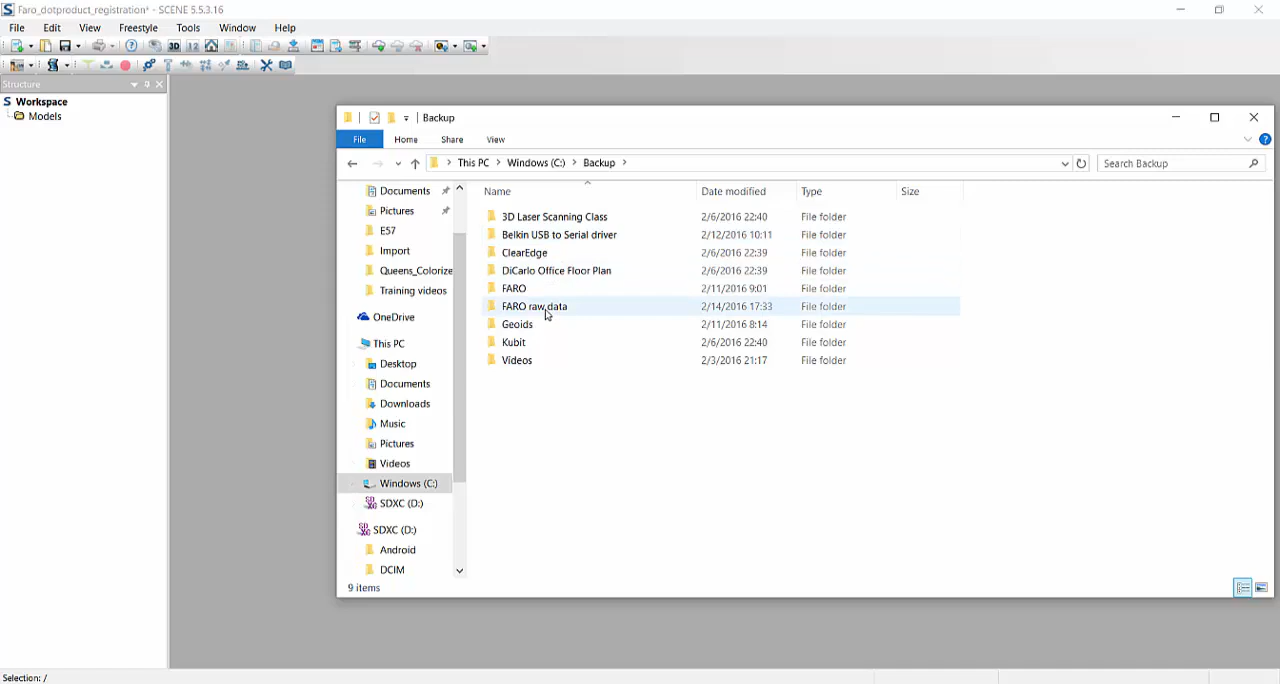 Faro_dotproduct_registration* - SCENE 5.5.3.16
File Edit View Freestyle Tools Window Help
Structure
Workspace
Models
Backup
File Home Share View
This PC > Windows (C:) > Backup >
Search Backup
Name Date modified Type Size
Documents
Pictures
E57
Import
Queens_Colorize
Training videos
OneDrive
This PC
Desktop
Documents
Downloads
Music
Pictures
Videos
Windows (C:)
SDXC (D:)
SDXC (D:)
Android
DCIM
3D Laser Scanning Class 2/6/2016 22:40 File folder
Belkin USB to Serial driver 2/12/2016 10:11 File folder
ClearEdge 2/6/2016 22:39 File folder
DiCarlo Office Floor Plan 2/6/2016 22:39 File folder
FARO 2/11/2016 9:01 File folder
FARO raw data 2/14/2016 17:33 File folder
Geoids 2/11/2016 8:14 File folder
Kubit 2/6/2016 22:40 File folder
Videos 2/3/2016 21:17 File folder
9 items
Selection: /